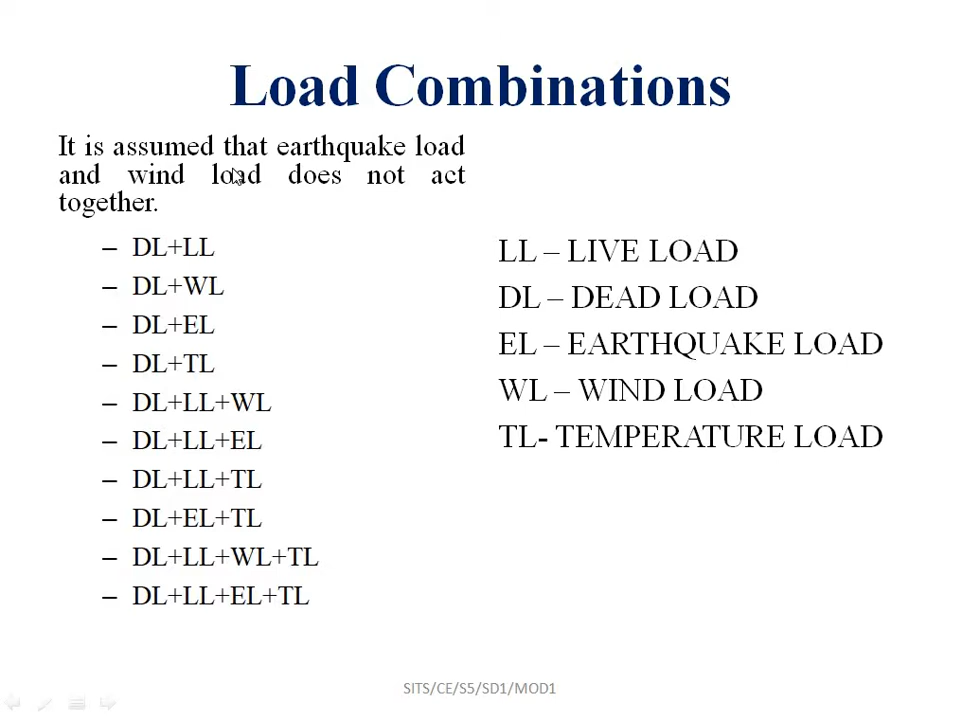 Load Combinations
It is assumed that earthquake load
and wind load does not act
together.
– DL+LL
– DL+WL
– DL+EL
– DL+TL
– DL+LL+WL
– DL+LL+EL
– DL+LL+TL
– DL+EL+TL
– DL+LL+WL+TL
– DL+LL+EL+TL
LL – LIVE LOAD
DL – DEAD LOAD
EL – EARTHQUAKE LOAD
WL – WIND LOAD
TL- TEMPERATURE LOAD
SITS/CE/S5/SD1/MOD1